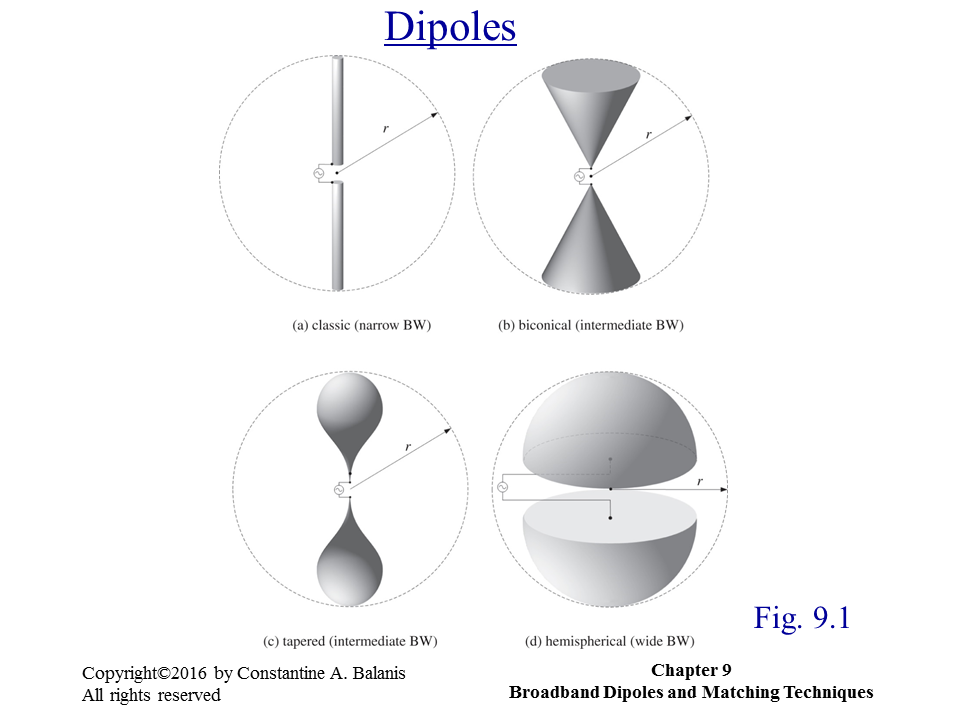 Dipoles
r
r
(a) classic (narrow BW)
(b) biconical (intermediate BW)
r
r
(c) tapered (intermediate BW)
(d) hemispherical (wide BW)
Fig. 9.1
Copyright©2016 by Constantine A. Balanis
All rights reserved
Chapter 9
Broadband Dipoles and Matching Techniques